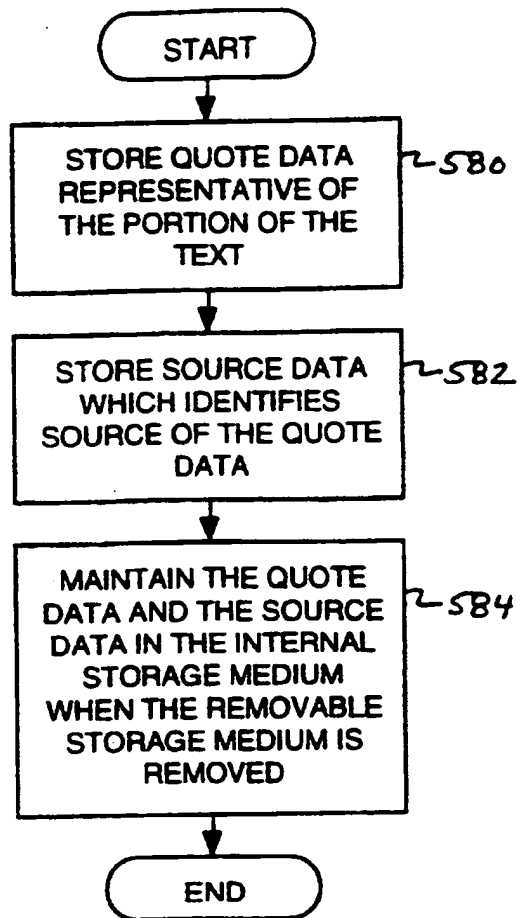 START
STORE QUOTE DATA
REPRESENTATIVE OF
THE PORTION OF THE
TEXT
580
STORE SOURCE DATA
WHICH IDENTIFIES
SOURCE OF THE QUOTE
DATA
582
MAINTAIN THE QUOTE
DATA AND THE SOURCE
DATA IN THE INTERNAL
STORAGE MEDIUM
WHEN THE REMOVABLE
STORAGE MEDIUM IS
REMOVED
584
END